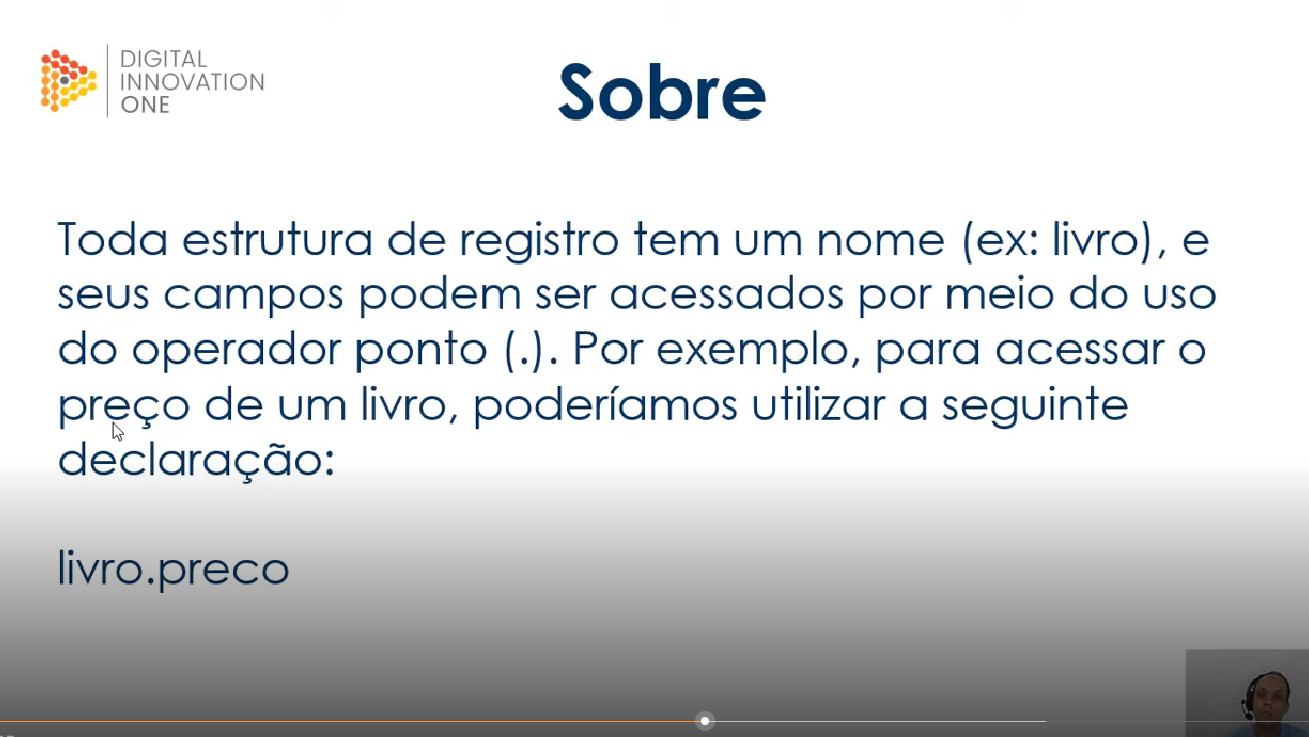 DIGITAL
INNOVATION
ONE
Sobre
Toda estrutura de registro tem um nome (ex: livro), e
seus campos podem ser acessados por meio do uso
do operador ponto (.). Por exemplo, para acessar o
preço de um livro, poderíamos utilizar a seguinte
declaração:
livro.preco